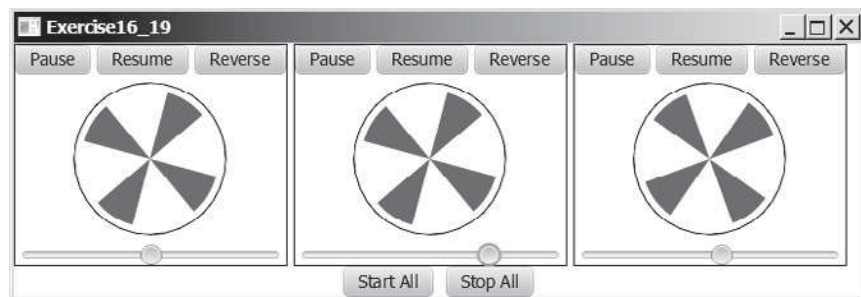 Exercise16_19
Pause Resume Reverse Pause Resume Reverse Pause Resume Reverse
Start All Stop All